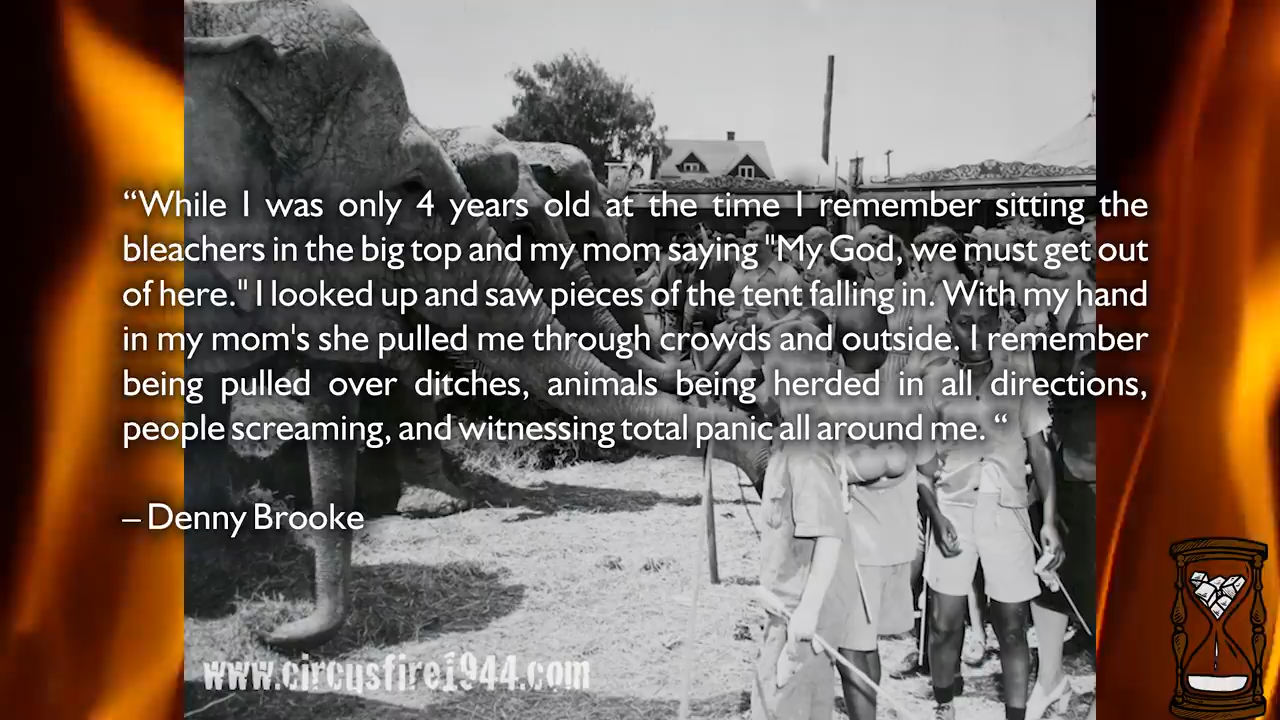 “While I was only 4 years old at the time I remember sitting the
bleachers in the big top and my mom saying "My God, we must get out
of here." I looked up and saw pieces of the tent falling in. With my hand
in my mom's she pulled me through crowds and outside. I remember
being pulled over ditches, animals being herded in all directions,
people screaming, and witnessing total panic all around me. “
– Denny Brooke
www.circusfire1944.com